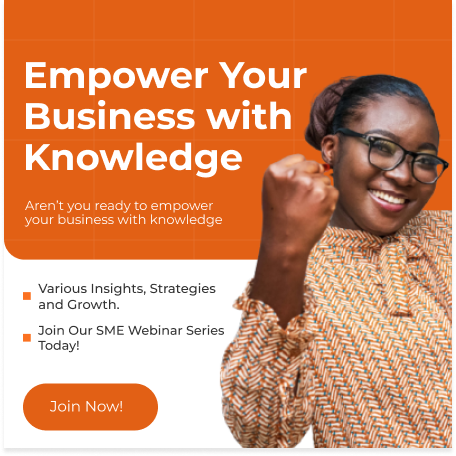 Empower Your
Business with
Knowledge
Aren't you ready to empower
your business with knowledge
Various Insights, Strategies
and Growth.
Join Our SME Webinar Series
Today!
Join Now!